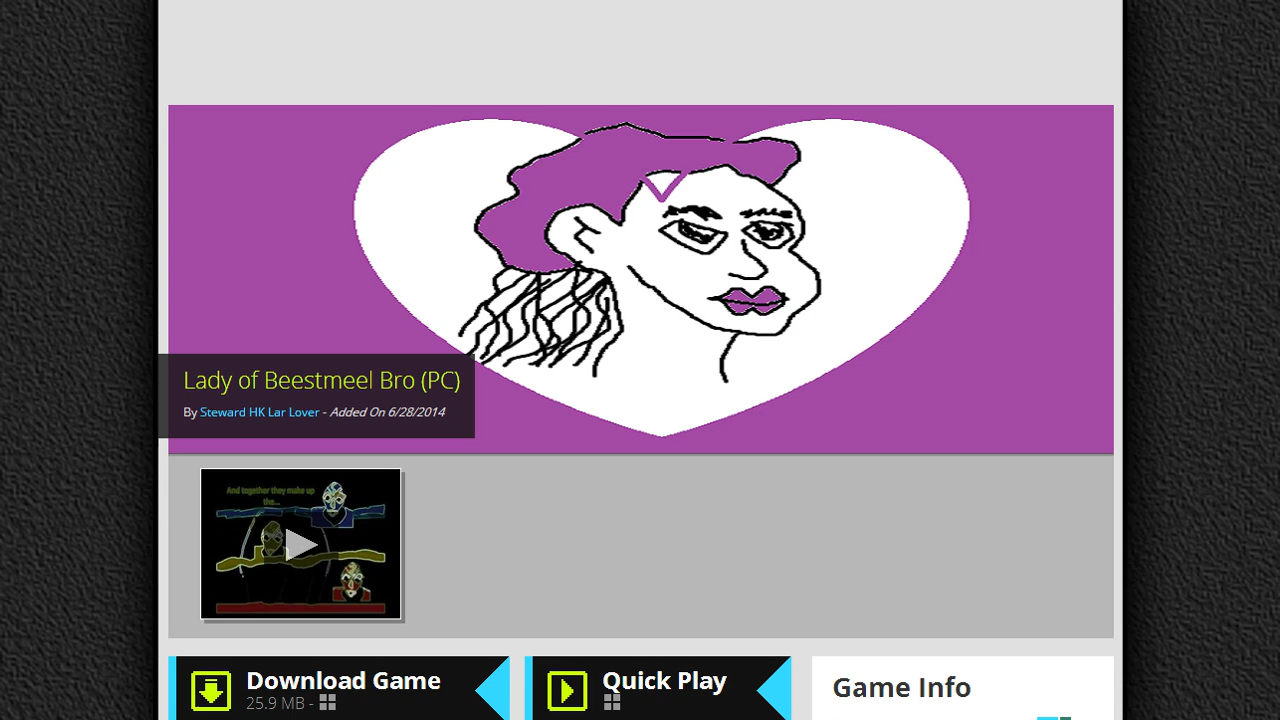 Lady of Beestmeel Bro (PC)
By Steward HK Lar Lover - Added On 6/28/2014
And together they make up
the...
Download Game
25.9 MB -
Quick Play
Game Info